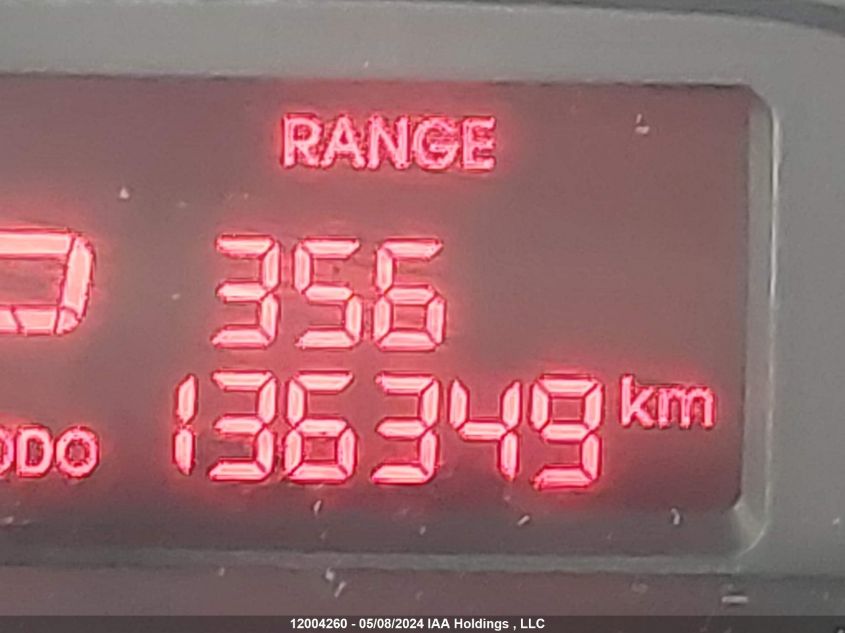 RANGE
356
136349 km
ODO
12004260 - 05/08/2024 IAA Holdings , LLC